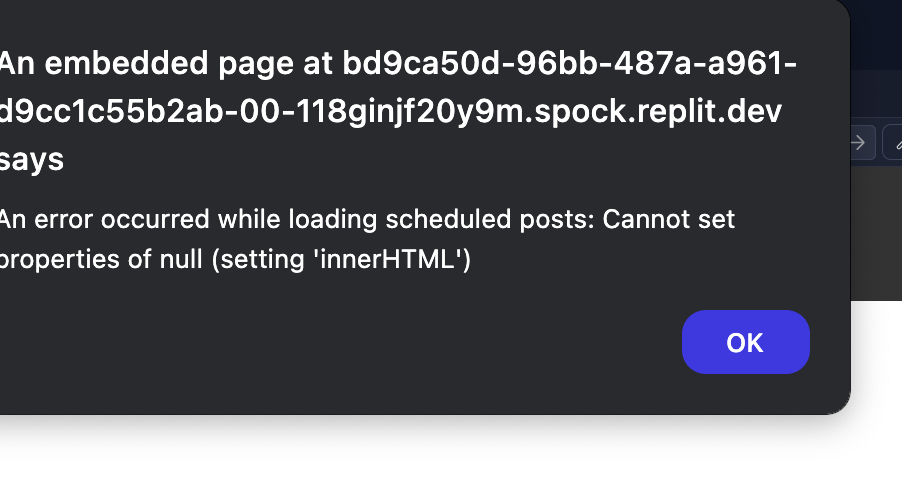 An embedded page at bd9ca50d-96bb-487a-a961-
d9cc1c55b2ab-00-118ginjf20y9m.spock.replit.dev
says
An error occurred while loading scheduled posts: Cannot set
properties of null (setting 'innerHTML')
OK